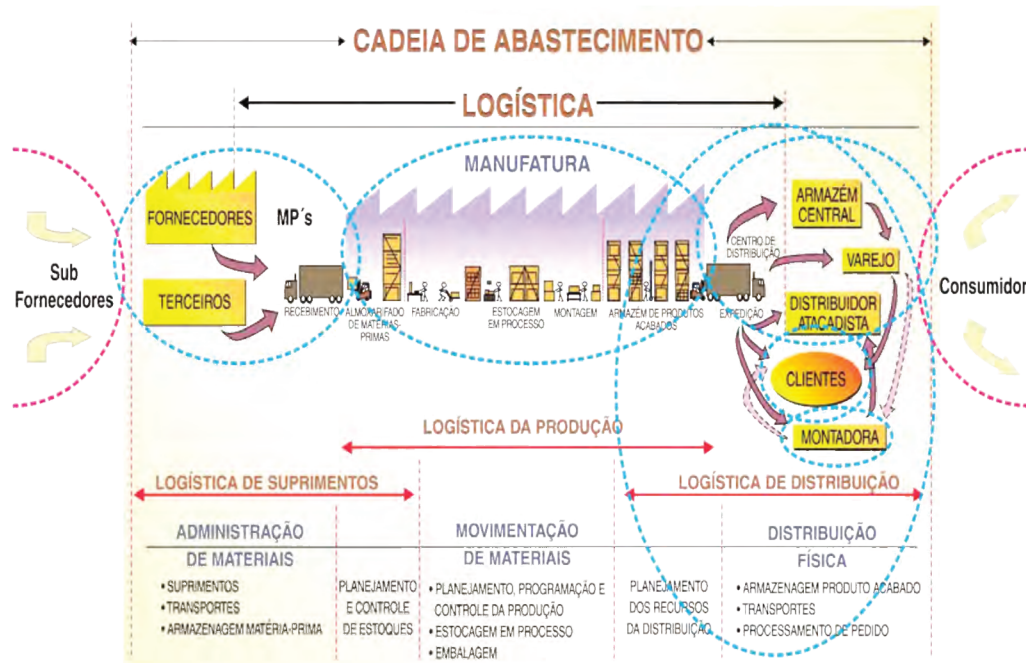 CADEIA DE ABASTECIMENTO
LOGÍSTICA
MANUFATURA
Sub
Fornecedores
FORNECEDORES
MP´s
TERCEIROS
RECEBIMENTO
ALMOXARIFADO
DE MATÉRIAS-
PRIMAS
FABRICAÇÃO
ESTOCAGEM
EM PROCESSO
MONTAGEM
ARMAZÉM DE PRODUTOS
ACABADOS
CENTRO DE
DISTRIBUIÇÃO
EXPEDIÇÃO
ARMAZÉM
CENTRAL
VAREJO
DISTRIBUIDOR
ATACADISTA
CLIENTES
MONTADORA
Consumidor
LOGÍSTICA DA PRODUÇÃO
LOGÍSTICA DE SUPRIMENTOS
LOGÍSTICA DE DISTRIBUIÇÃO
ADMINISTRAÇÃO
DE MATERIAIS
• SUPRIMENTOS
• TRANSPORTES
• ARMAZENAGEM MATÉRIA-PRIMA
PLANEJAMENTO
E CONTROLE
DE ESTOQUES
MOVIMENTAÇÃO
DE MATERIAIS
• PLANEJAMENTO, PROGRAMAÇÃO E
CONTROLE DA PRODUÇÃO
• ESTOCAGEM EM PROCESSO
• EMBALAGEM
PLANEJAMENTO
DOS RECURSOS
DA DISTRIBUIÇÃO
DISTRIBUIÇÃO
FÍSICA
• ARMAZENAGEM PRODUTO ACABADO
• TRANSPORTES
• PROCESSAMENTO DE PEDIDO